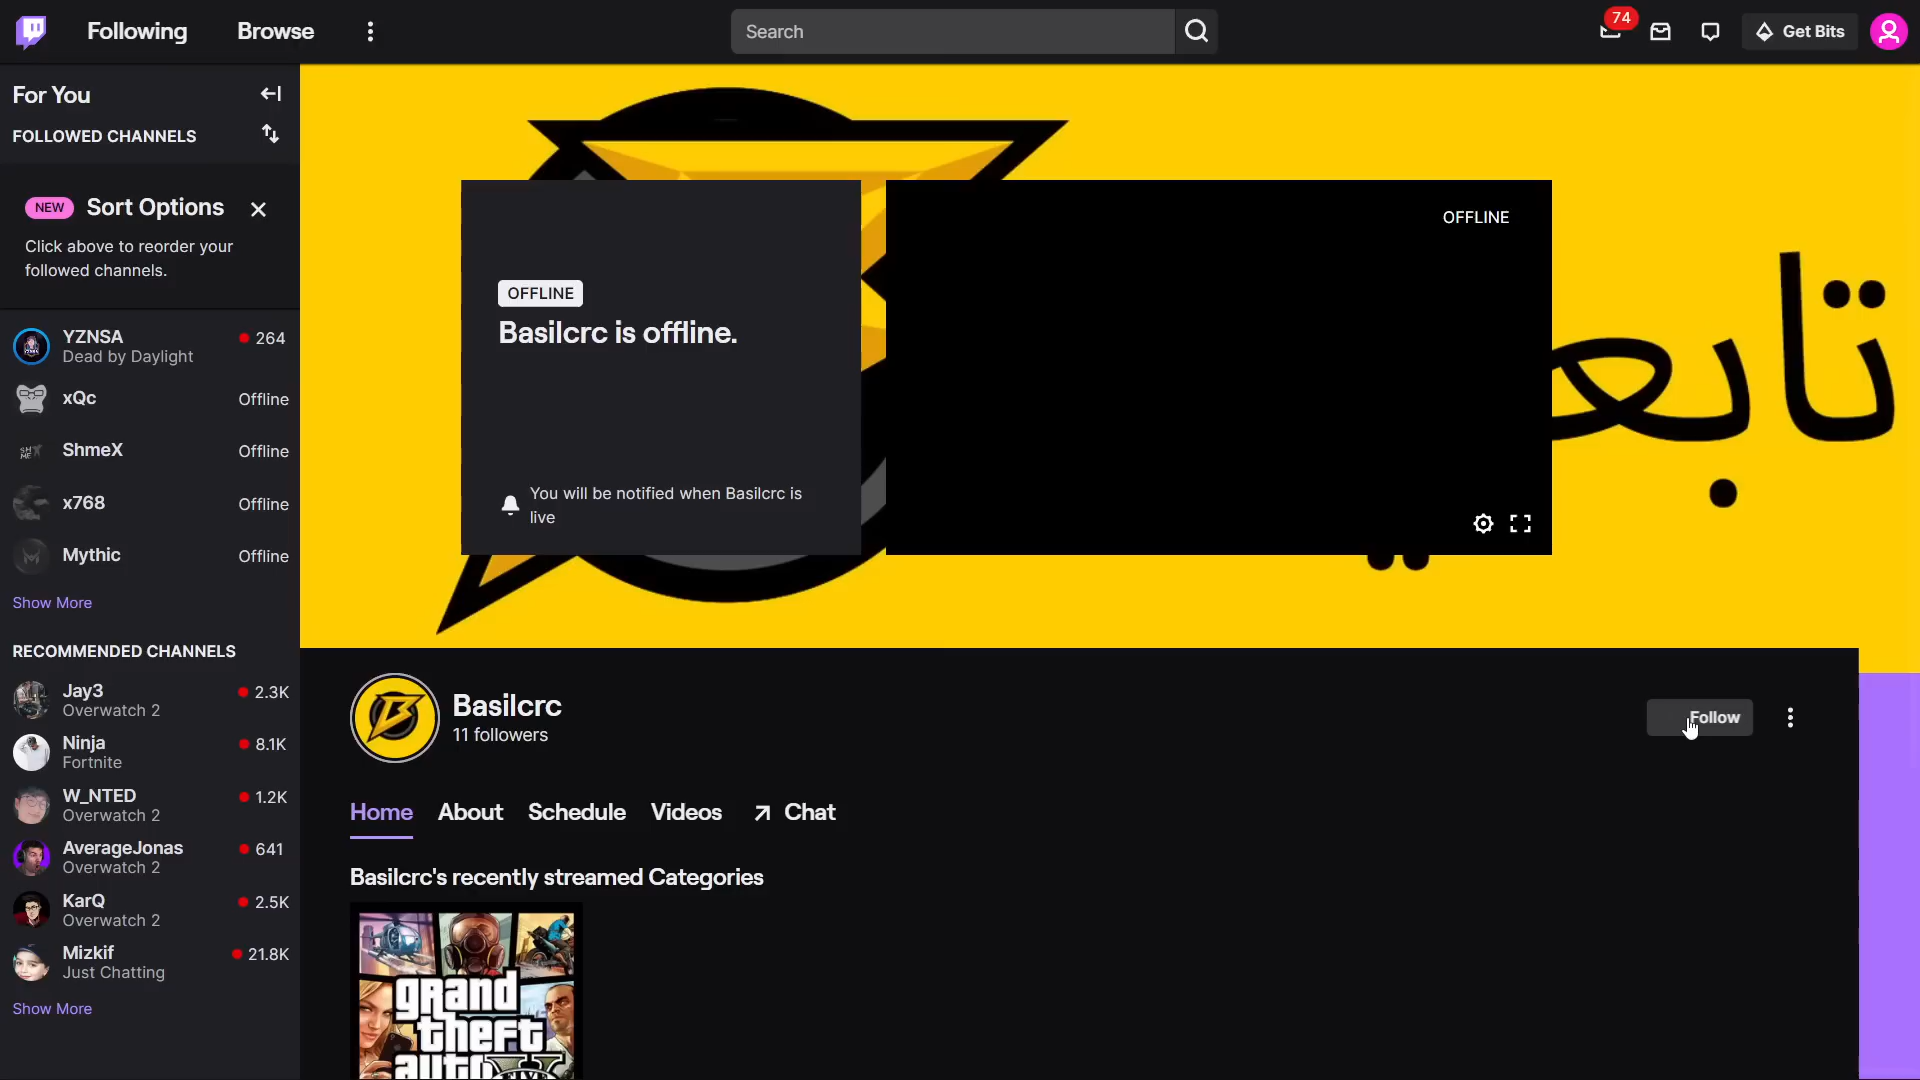 Following
Browse
Search
74
Get Bits
For You
FOLLOWED CHANNELS
NEW
Sort Options
Click above to reorder your
followed channels.
YZNSA
264
Dead by Daylight
xQc
Offline
ShmeX
Offline
x768
Offline
Mythic
Offline
Show More
RECOMMENDED CHANNELS
Jay3
2.3K
Overwatch 2
Ninja
8.1K
Fortnite
W_NTED
1.2K
Overwatch 2
AverageJonas
641
Overwatch 2
KarQ
2.5K
Overwatch 2
Mizkif
21.8K
Just Chatting
Show More
OFFLINE
Basilcrc is offline.
You will be notified when Basilcrc is
live
OFFLINE
Basilcrc
11 followers
Follow
Home
About
Schedule
Videos
Chat
Basilcrc's recently streamed Categories
grand
theft
auto